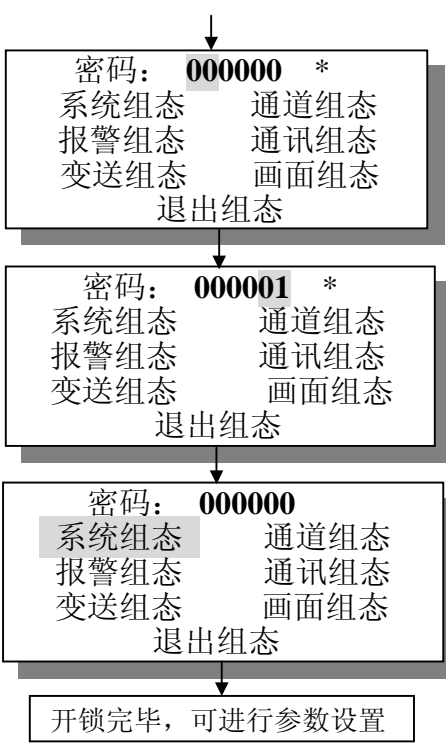 密码： 000000 *
系统组态 通道组态
报警组态 通讯组态
变送组态 画面组态
退出组态
密码： 000001 *
系统组态 通道组态
报警组态 通讯组态
变送组态 画面组态
退出组态
密码： 000000
系统组态 通道组态
报警组态 通讯组态
变送组态 画面组态
退出组态
开锁完毕，可进行参数设置